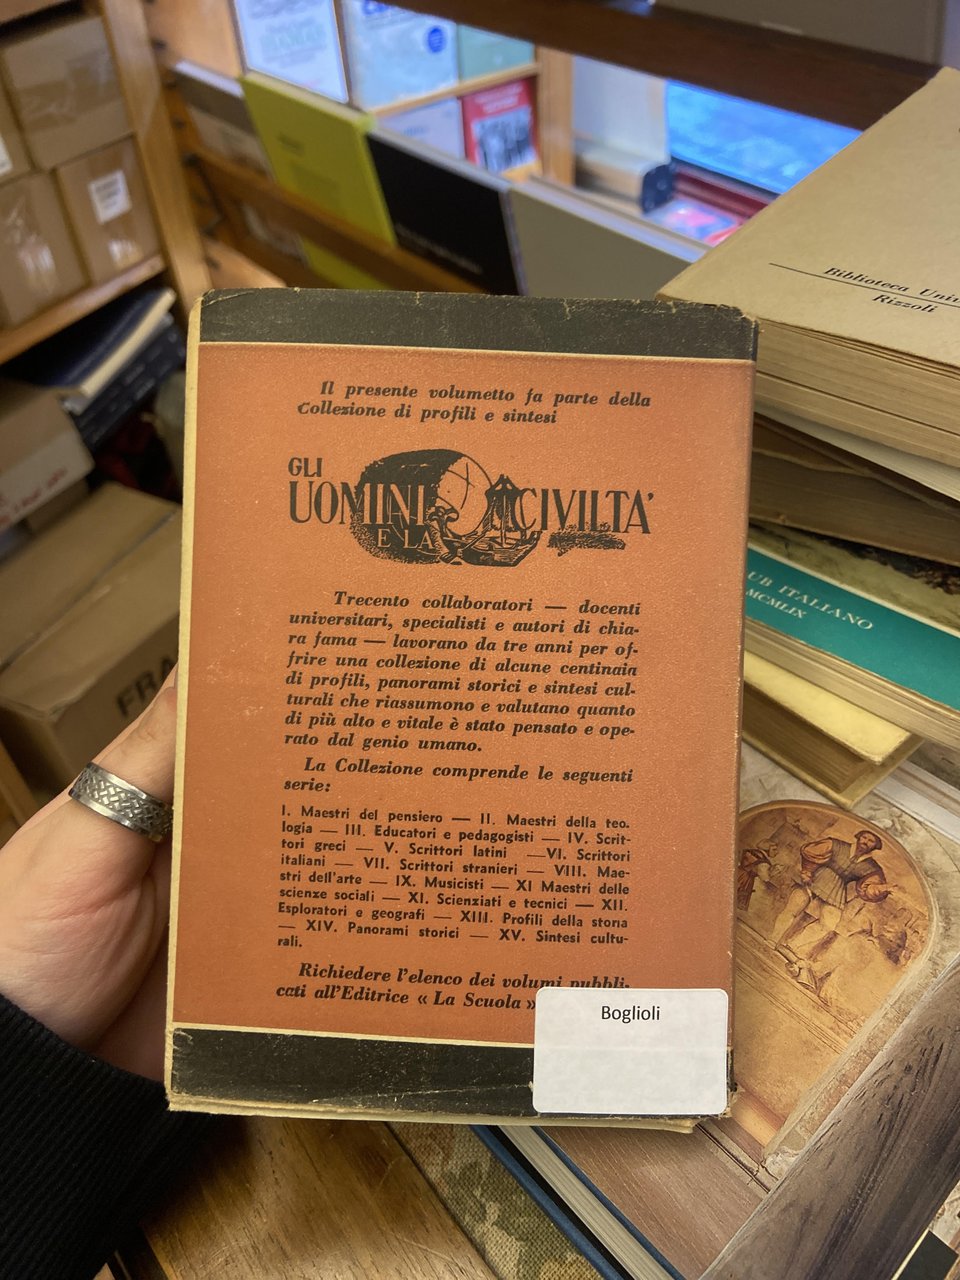 Biblioteca
Rizzoli
Il presente volumetto fa parte della
Collezione di profili e sintesi
GLI
UOMINI CIVILTA'
E LA
UB ITALIANO
MCMLIX
Trecento collaboratori — docenti
universitari, specialisti e autori di chia-
ra fama — lavorano da tre anni per of-
frire una collezione di alcune centinaia
di profili, panorami storici e sintesi cul-
turali che riassumono e valutano quanto
di più alto e vitale è stato pensato e ope-
rato dal genio umano.
La Collezione comprende le seguenti
serie:
I. Maestri del pensiero — II. Maestri della teo.
logia — III. Educatori e pedagogisti — IV. Scrit-
tori greci — V. Scrittori latini —VI. Scrittori
italiani — VII. Scrittori stranieri — VIII. Mae-
stri dell'arte — IX. Musicisti — XI Maestri delle
scienze sociali — XI. Scienziati e tecnici — XII.
Esploratori e geografi — XIII. Profili della storia
— XIV. Panorami storici — XV. Sintesi cultu-
rali.
Richiedere l'elenco dei volumi pubbli-
cati all'Editrice « La Scuola »
Boglioli
FRA